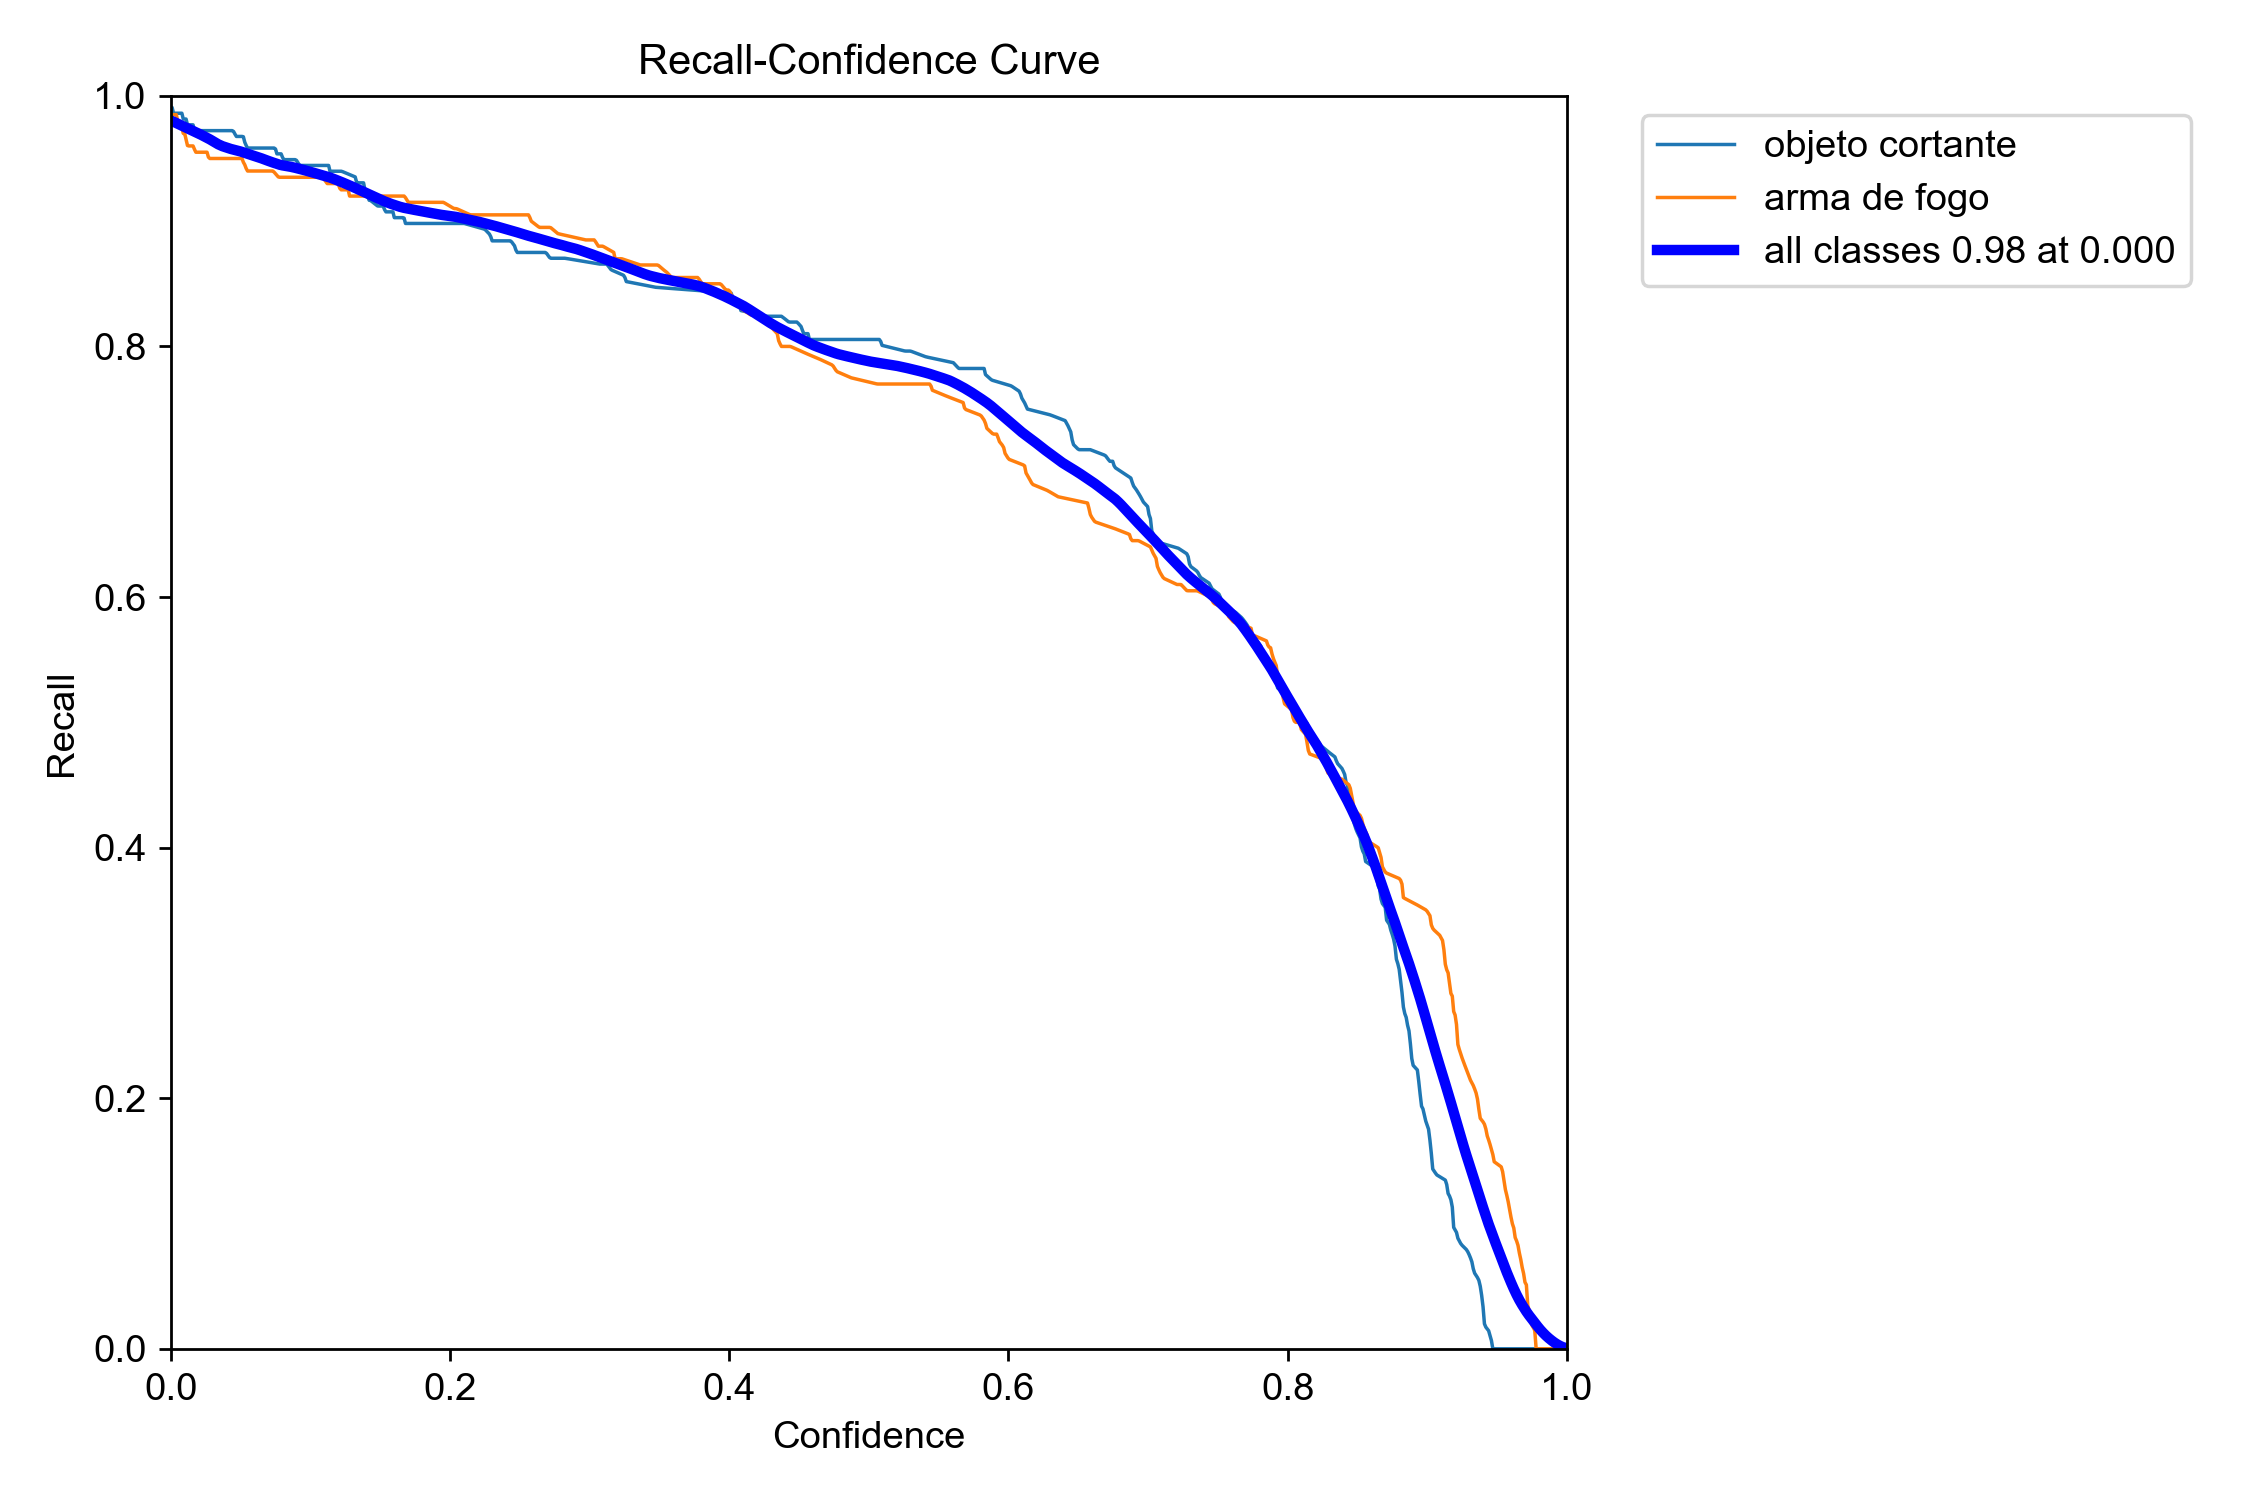 Recall-Confidence Curve
1.0
0.8
0.6
0.4
0.2
0.0
Recall
0.0 0.2 0.4 0.6 0.8 1.0
Confidence
objeto cortante
arma de fogo
all classes 0.98 at 0.000